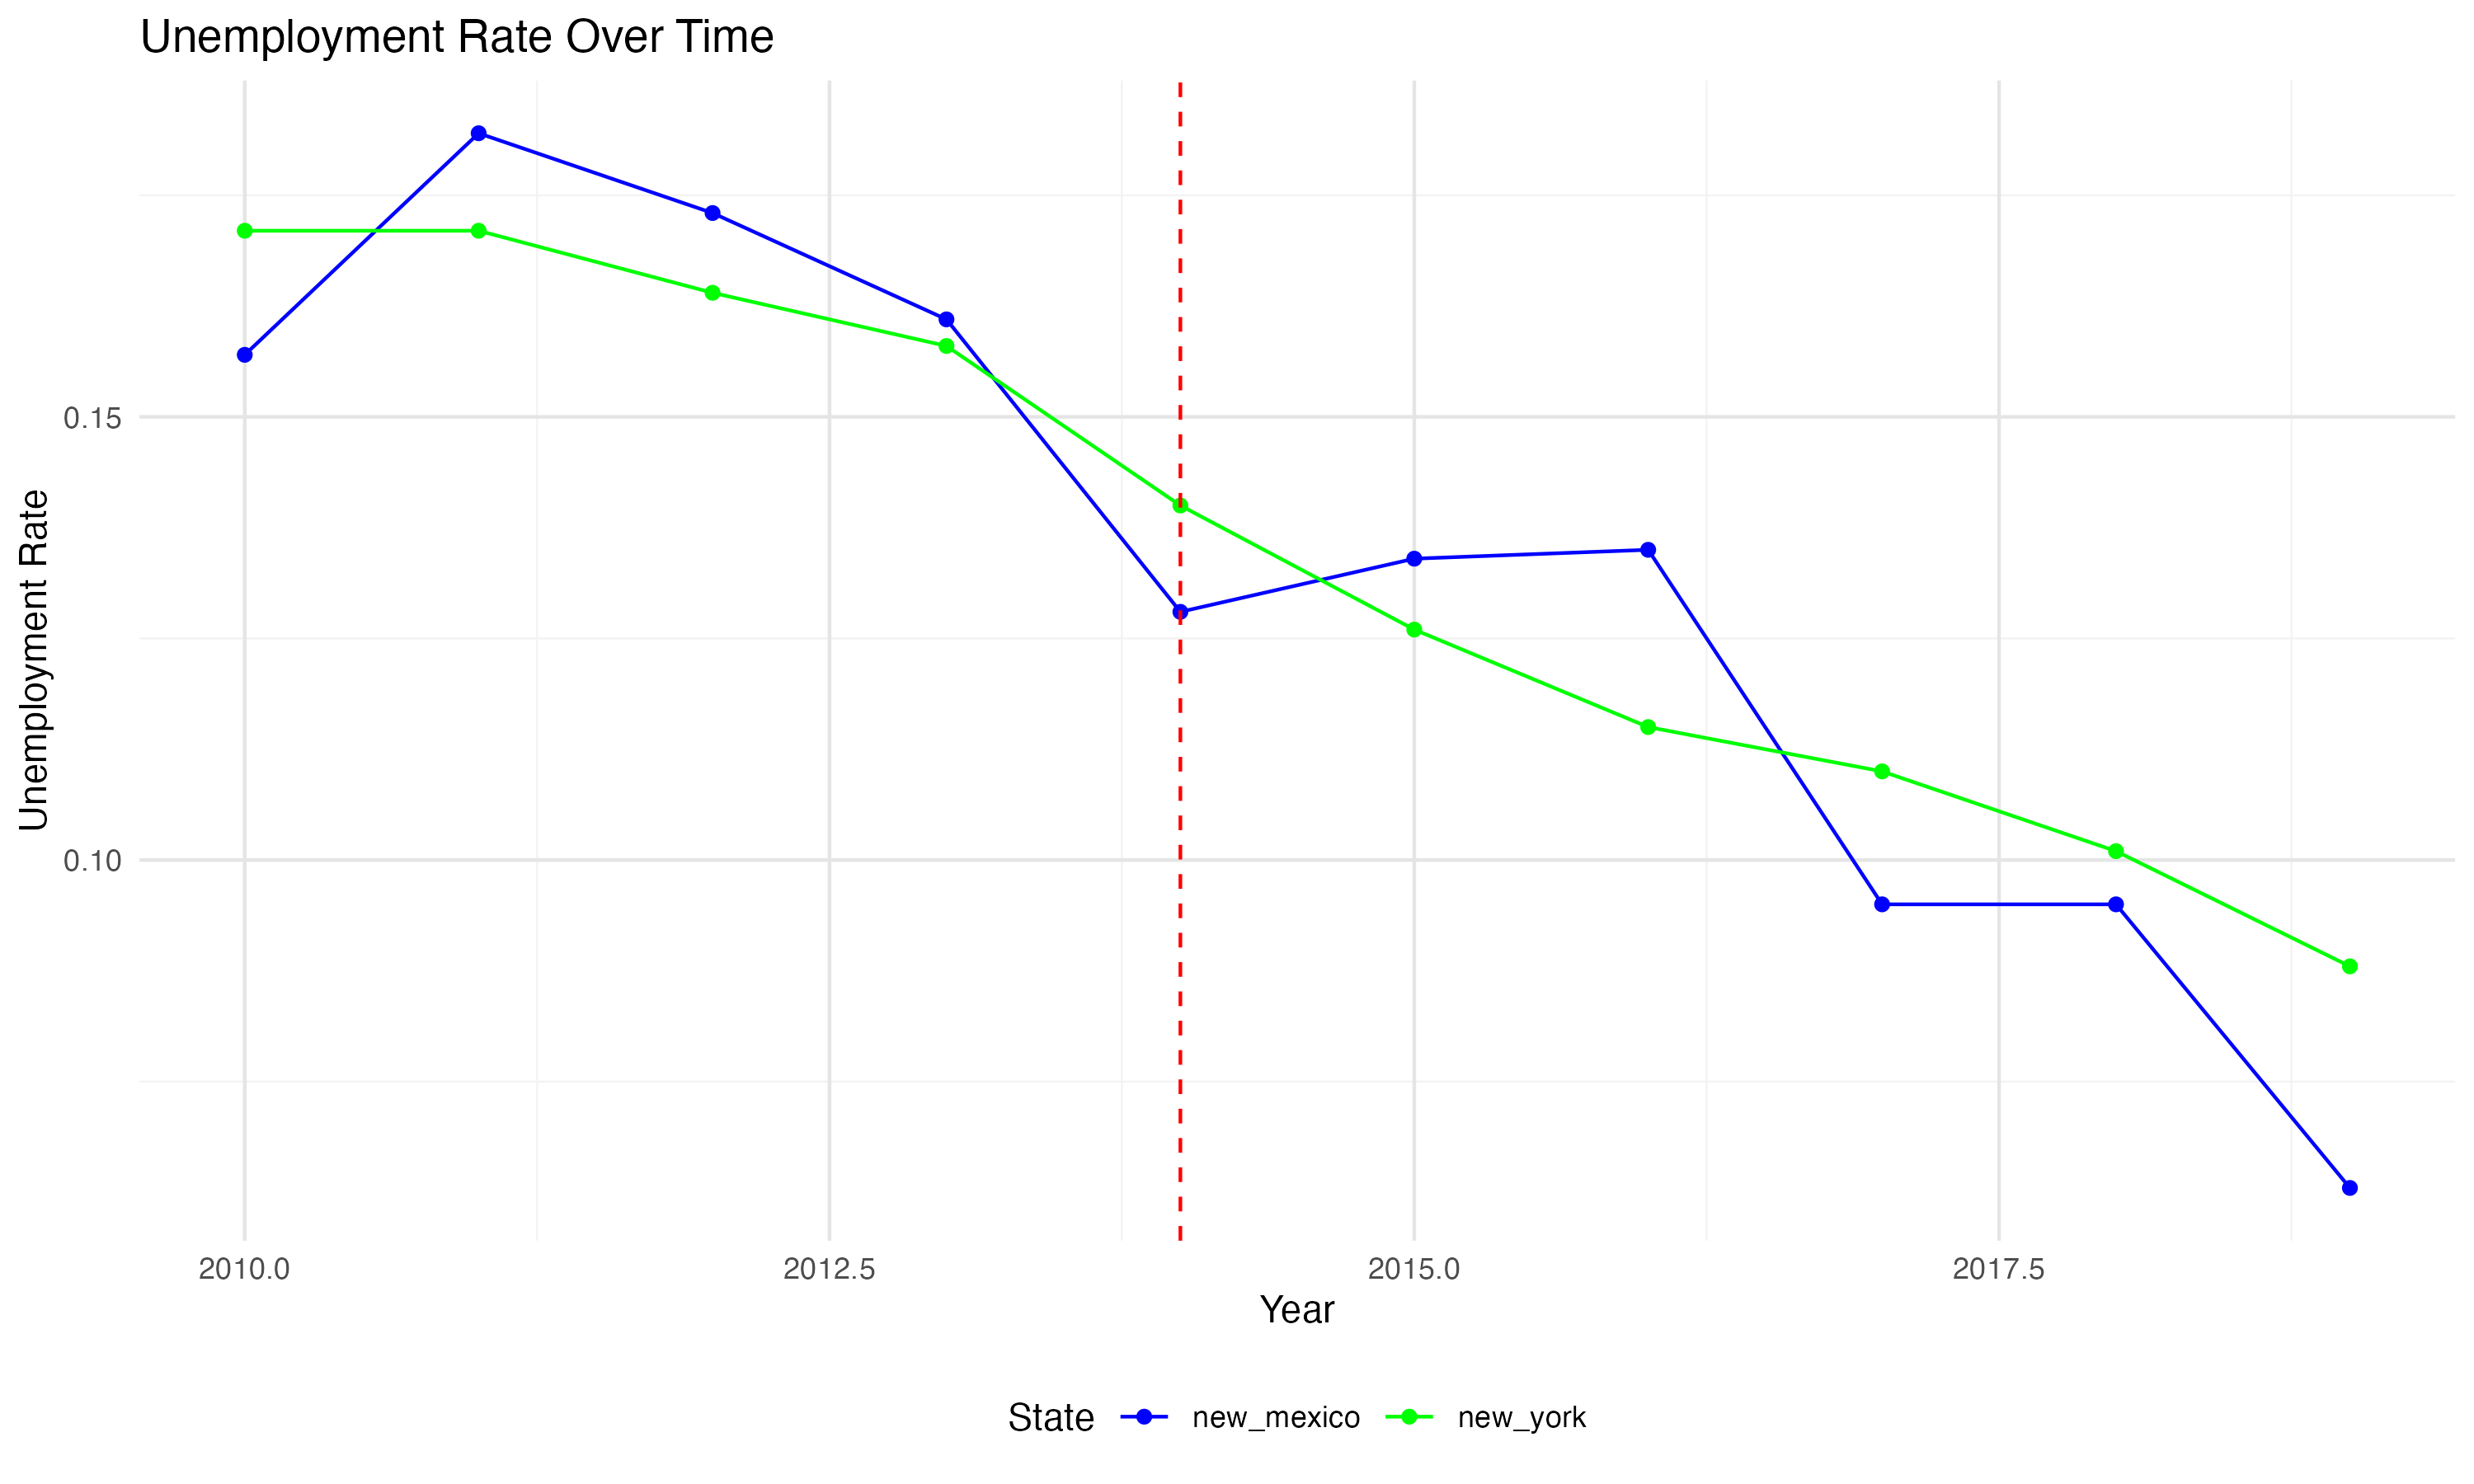 Unemployment Rate Over Time
Unemployment Rate
0.15
0.10
2010.0 2012.5 2015.0 2017.5
Year
State new_mexico new_york